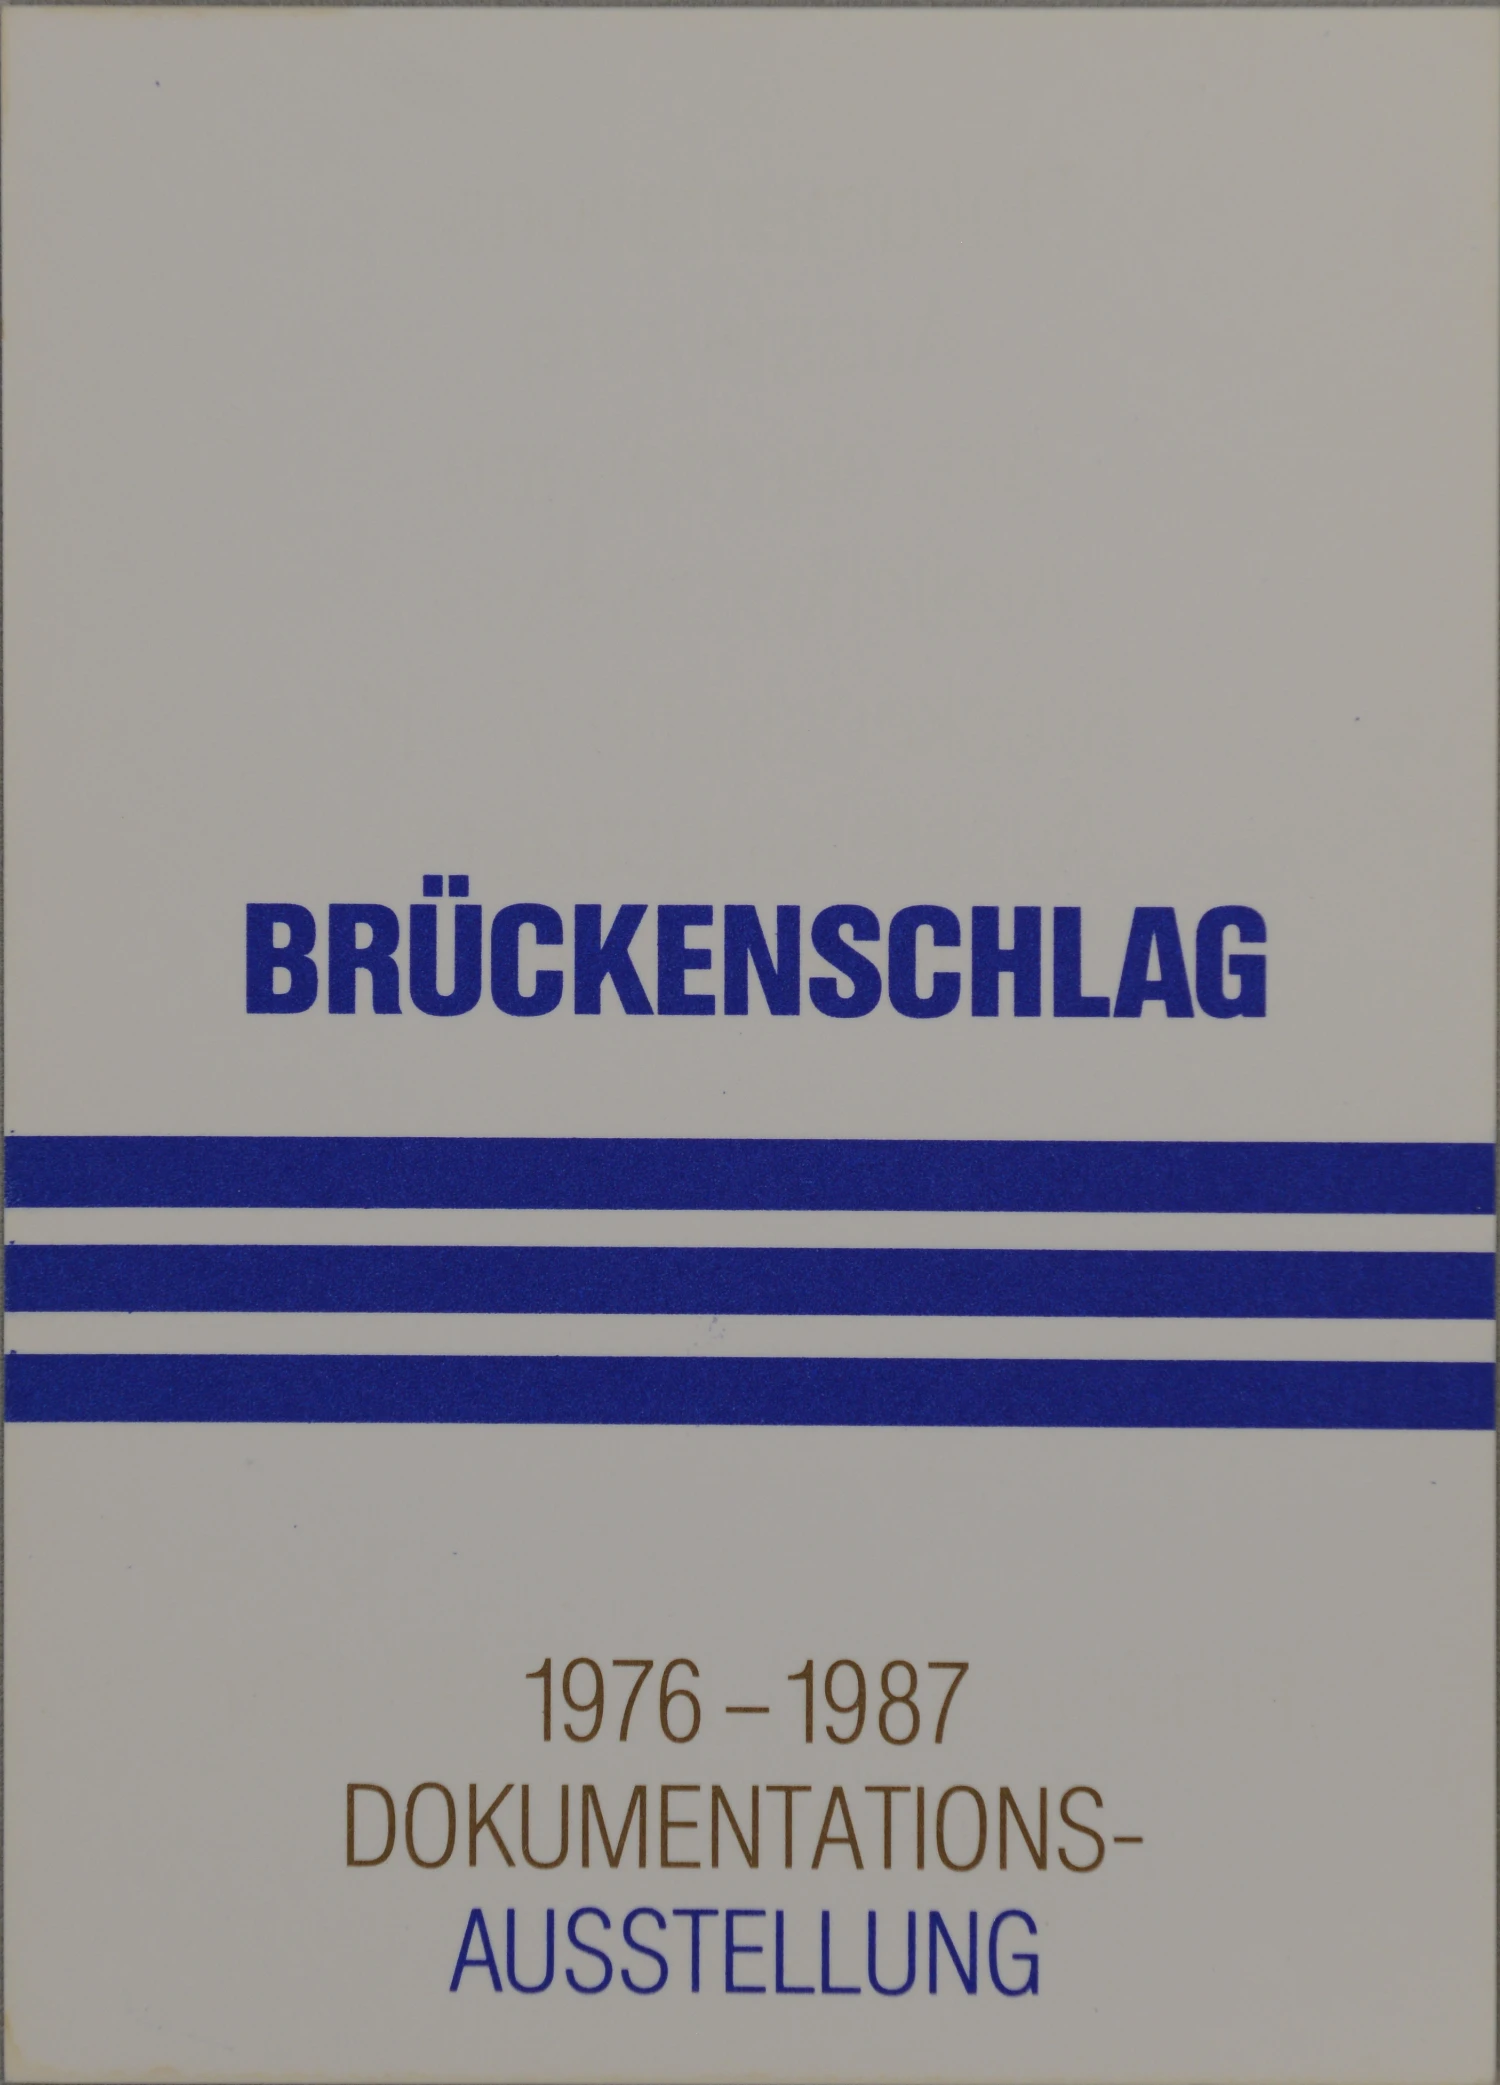 BRÜCKENSCHLAG
1976 – 1987
DOKUMENTATIONS-
AUSSTELLUNG